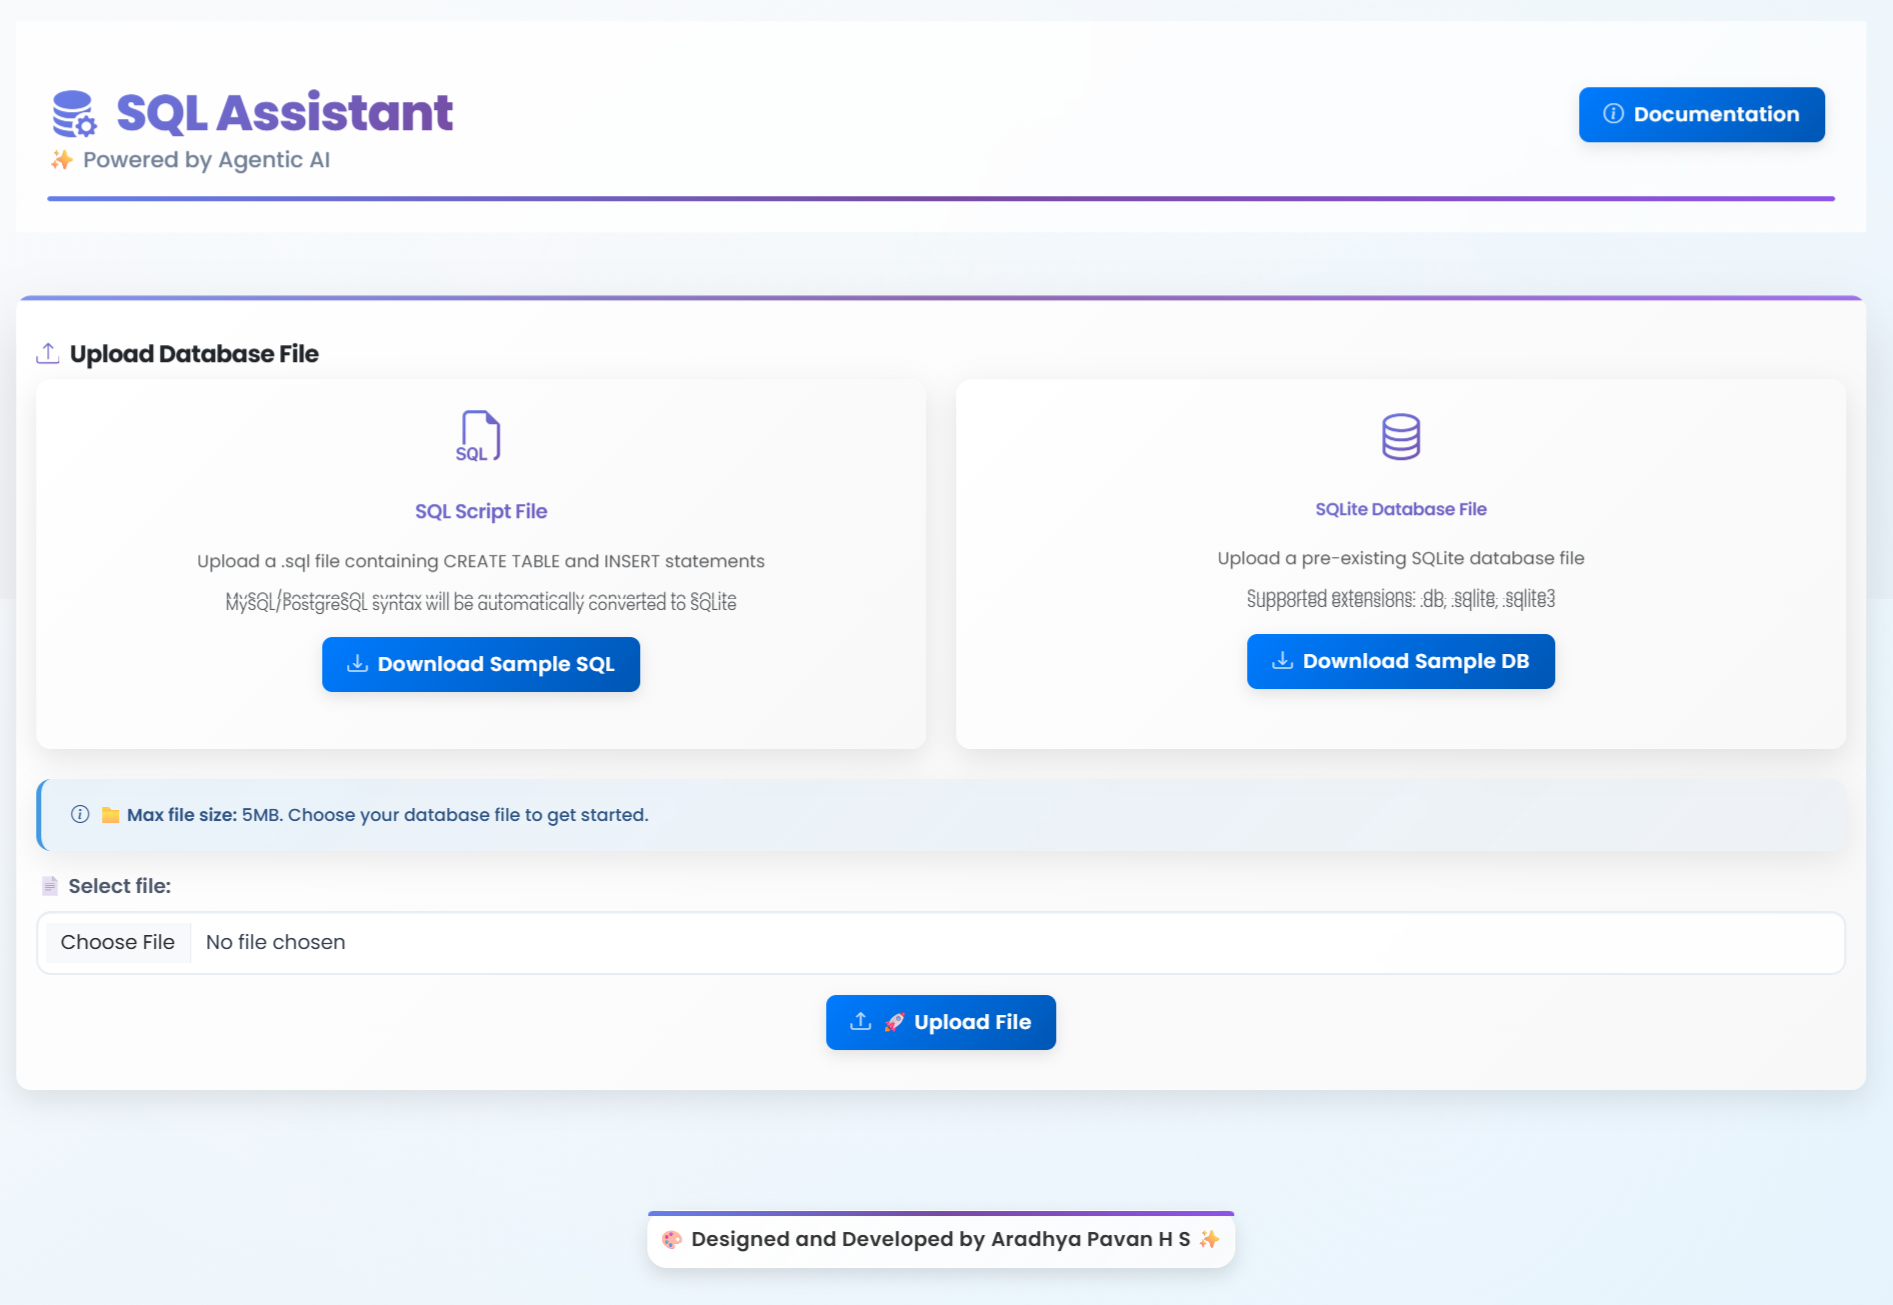 SQL Assistant
Documentation
✨ Powered by Agentic AI
Upload Database File
SQL
SQL Script File
Upload a .sql file containing CREATE TABLE and INSERT statements
MySQL/PostgreSQL syntax will be automatically converted to SQLite
Download Sample SQL
SQLite Database File
Upload a pre-existing SQLite database file
Supported extensions: .db, .sqlite, .sqlite3
Download Sample DB
📁 Max file size: 5MB. Choose your database file to get started.
📄 Select file:
Choose File No file chosen
🚀 Upload File
🎨 Designed and Developed by Aradhya Pavan H S ✨